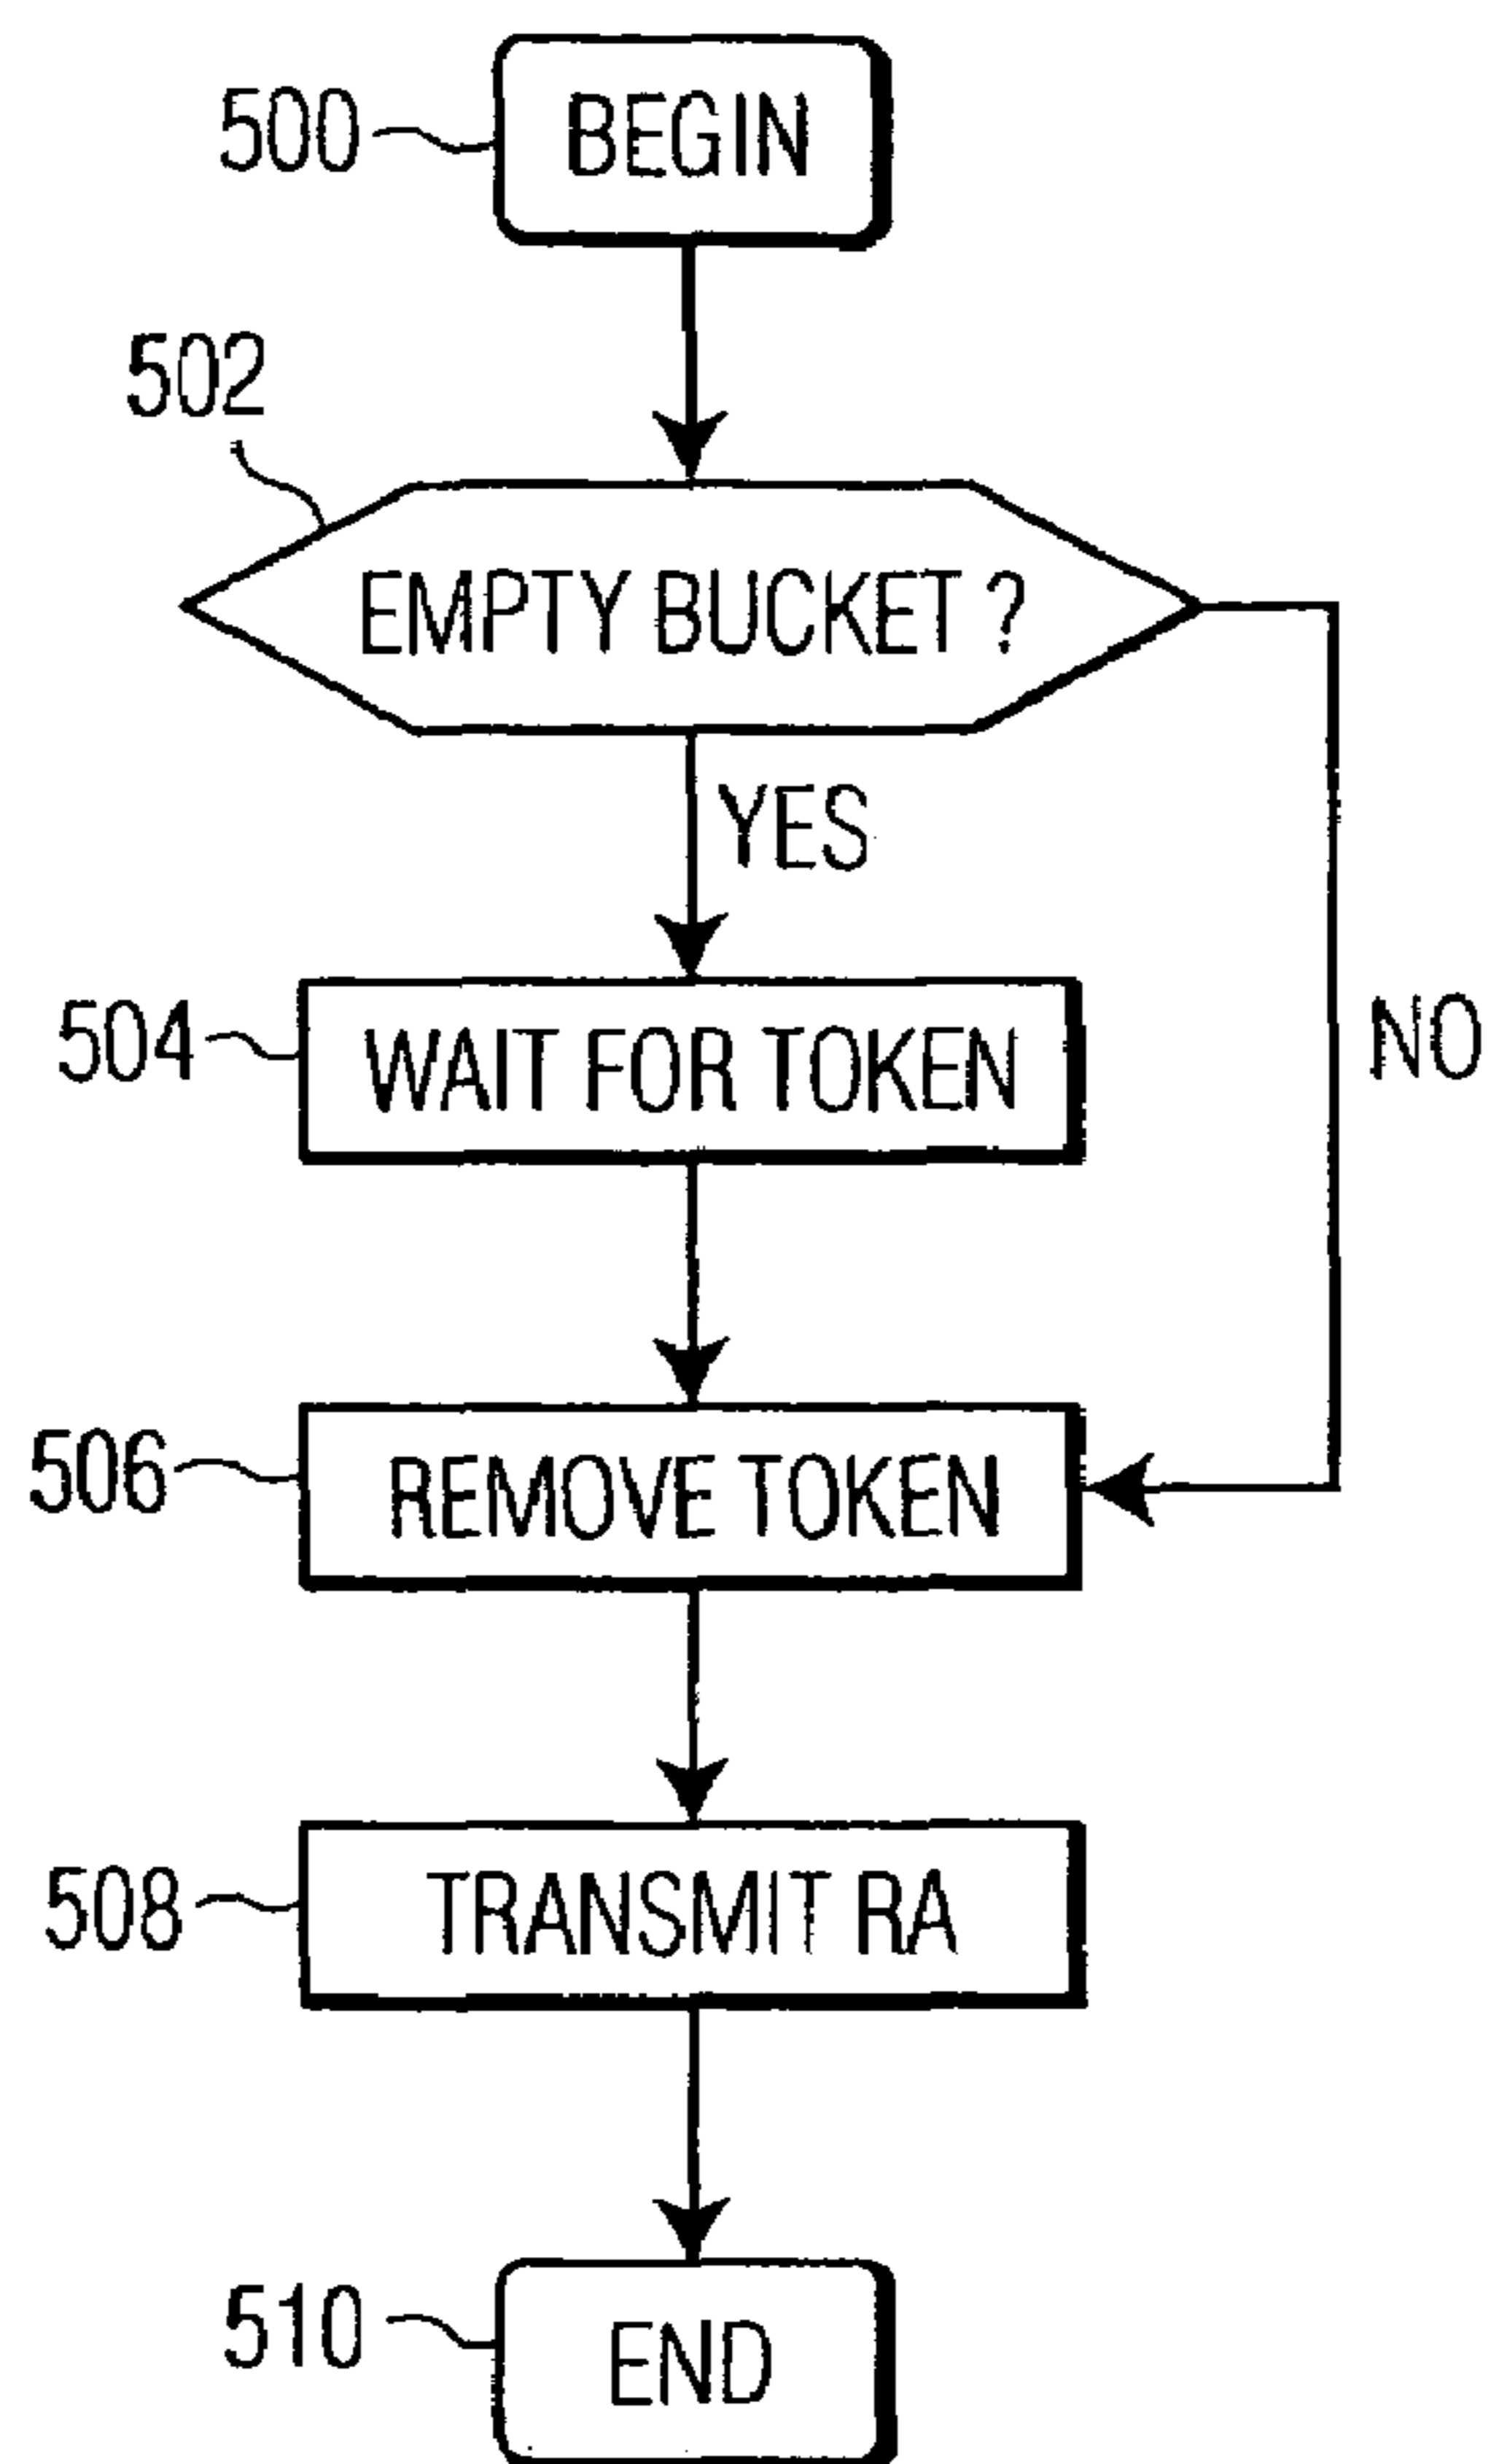 500 BEGIN
502
EMPTY BUCKET ?
YES
504 WAIT FOR TOKEN
NO
506 REMOVE TOKEN
508 TRANSMIT RA
510 END